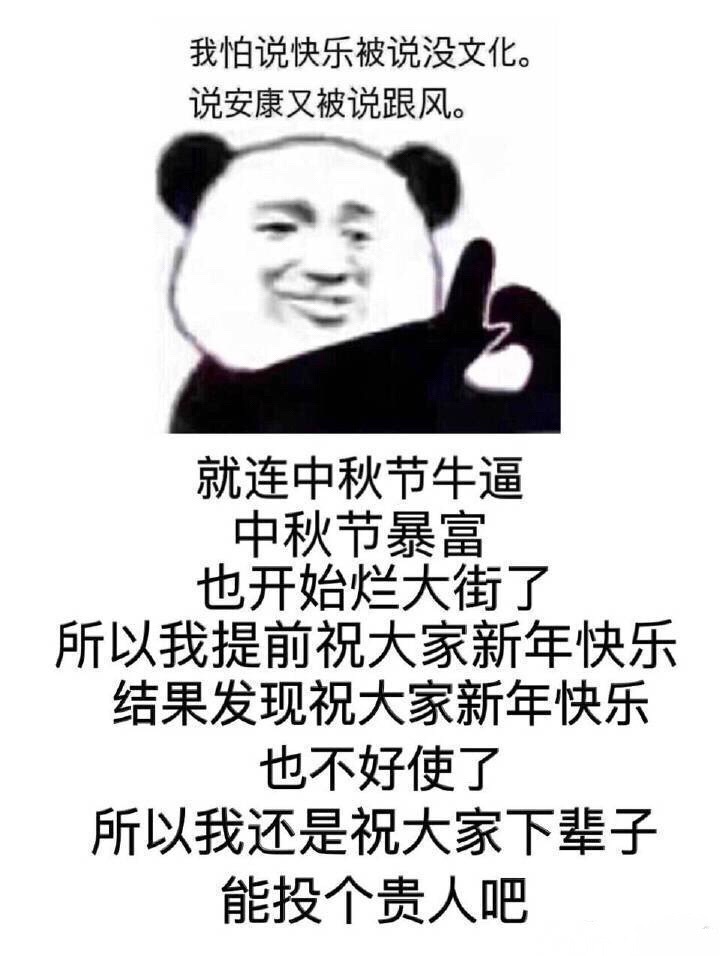 我怕说快乐被说没文化。
说安康又被说跟风。
就连中秋节牛逼
中秋节暴富
也开始烂大街了
所以我提前祝大家新年快乐
结果发现祝大家新年快乐
也不好使了
所以我还是祝大家下辈子
能投个贵人吧